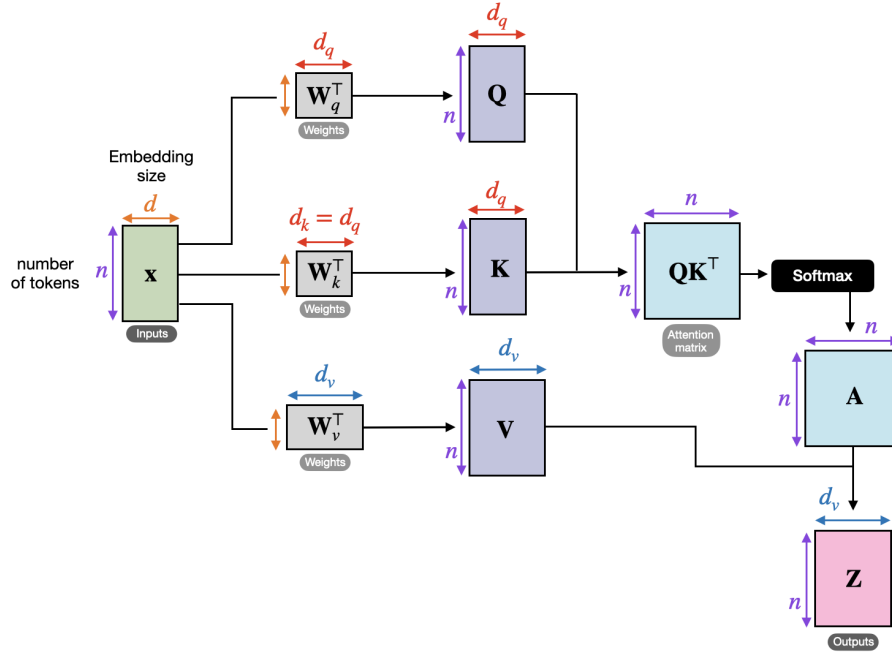 d_q
d_q
W_q^⊤
Q
n
Weights
Embedding
size
d
d_k = d_q
d_q
n
number
of tokens
n
x
W_k^⊤
n
K
n
QK^⊤
Softmax
Inputs
Weights
Attention
matrix
n
d_v
d_v
W_v^⊤
n
V
n
A
Weights
d_v
n
Z
Outputs